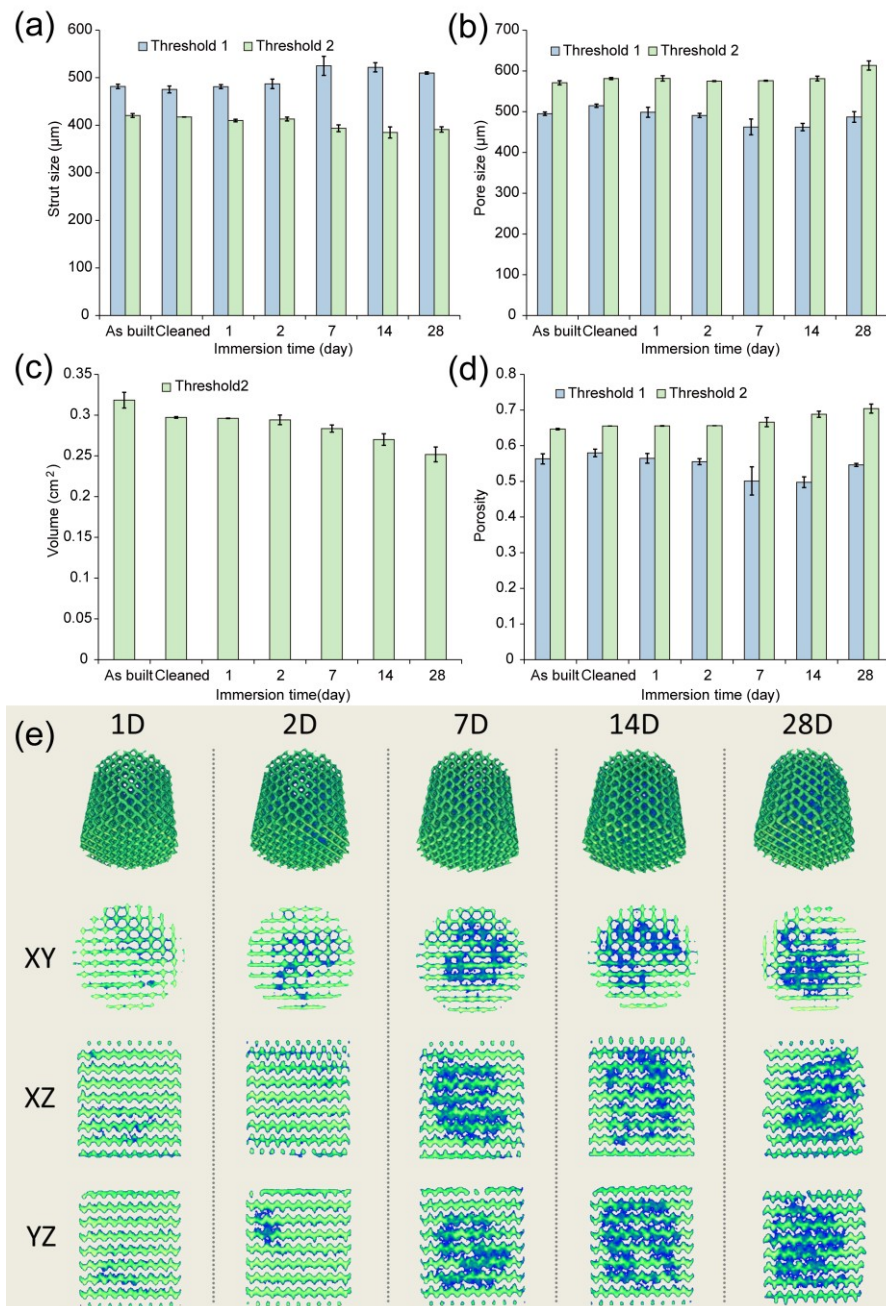 (a)
600
500
400
300
200
100
0
Strut size (µm)
Threshold 1 Threshold 2
As built Cleaned 1 2 7 14 28
Immersion time (day)
(b)
700
600
500
400
300
200
100
0
Pore size (µm)
Threshold 1 Threshold 2
As built Cleaned 1 2 7 14 28
Immersion time (day)
(c)
0.35
0.3
0.25
0.2
0.15
0.1
0.05
0
Volume (cm²)
Threshold2
As built Cleaned 1 2 7 14 28
Immersion time(day)
(d)
0.8
0.7
0.6
0.5
0.4
0.3
0.2
0.1
0
Porosity
Threshold 1 Threshold 2
As built Cleaned 1 2 7 14 28
Immersion time (day)
(e)
1D 2D 7D 14D 28D
XY
XZ
YZ